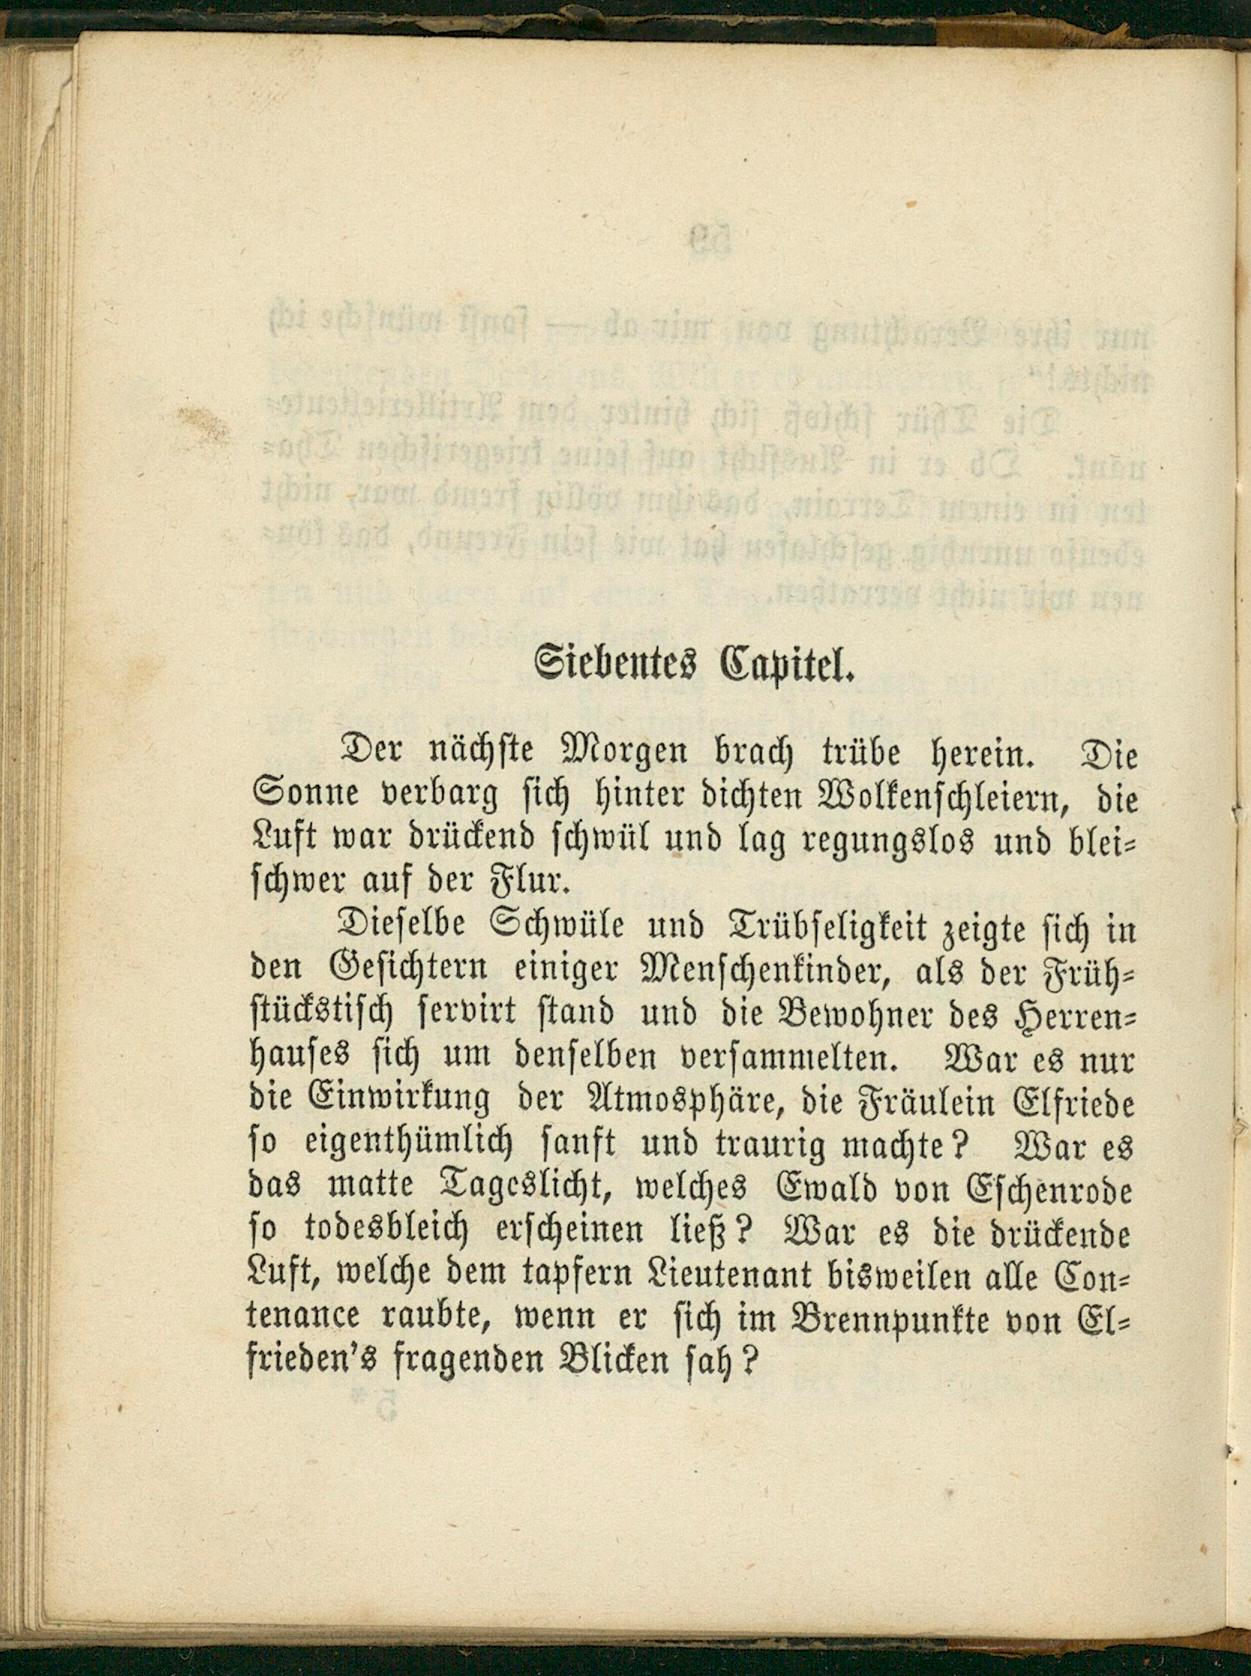 Siebentes Capitel.
Der nächste Morgen brach trübe herein. Die
Sonne verbarg sich hinter dichten Wolkenschleiern, die
Luft war drückend schwül und lag regungslos und blei-
schwer auf der Flur.
Dieselbe Schwüle und Trübseligkeit zeigte sich in
den Gesichtern einiger Menschenkinder, als der Früh-
stückstisch servirt stand und die Bewohner des Herren-
hauses sich um denselben versammelten. War es nur
die Einwirkung der Atmosphäre, die Fräulein Elfriede
so eigenthümlich sanft und traurig machte? War es
das matte Tageslicht, welches Ewald von Eschenrode
so todesbleich erscheinen ließ? War es die drückende
Luft, welche dem tapfern Lieutenant bisweilen alle Con-
tenance raubte, wenn er sich im Brennpunkte von El-
frieden's fragenden Blicken sah?